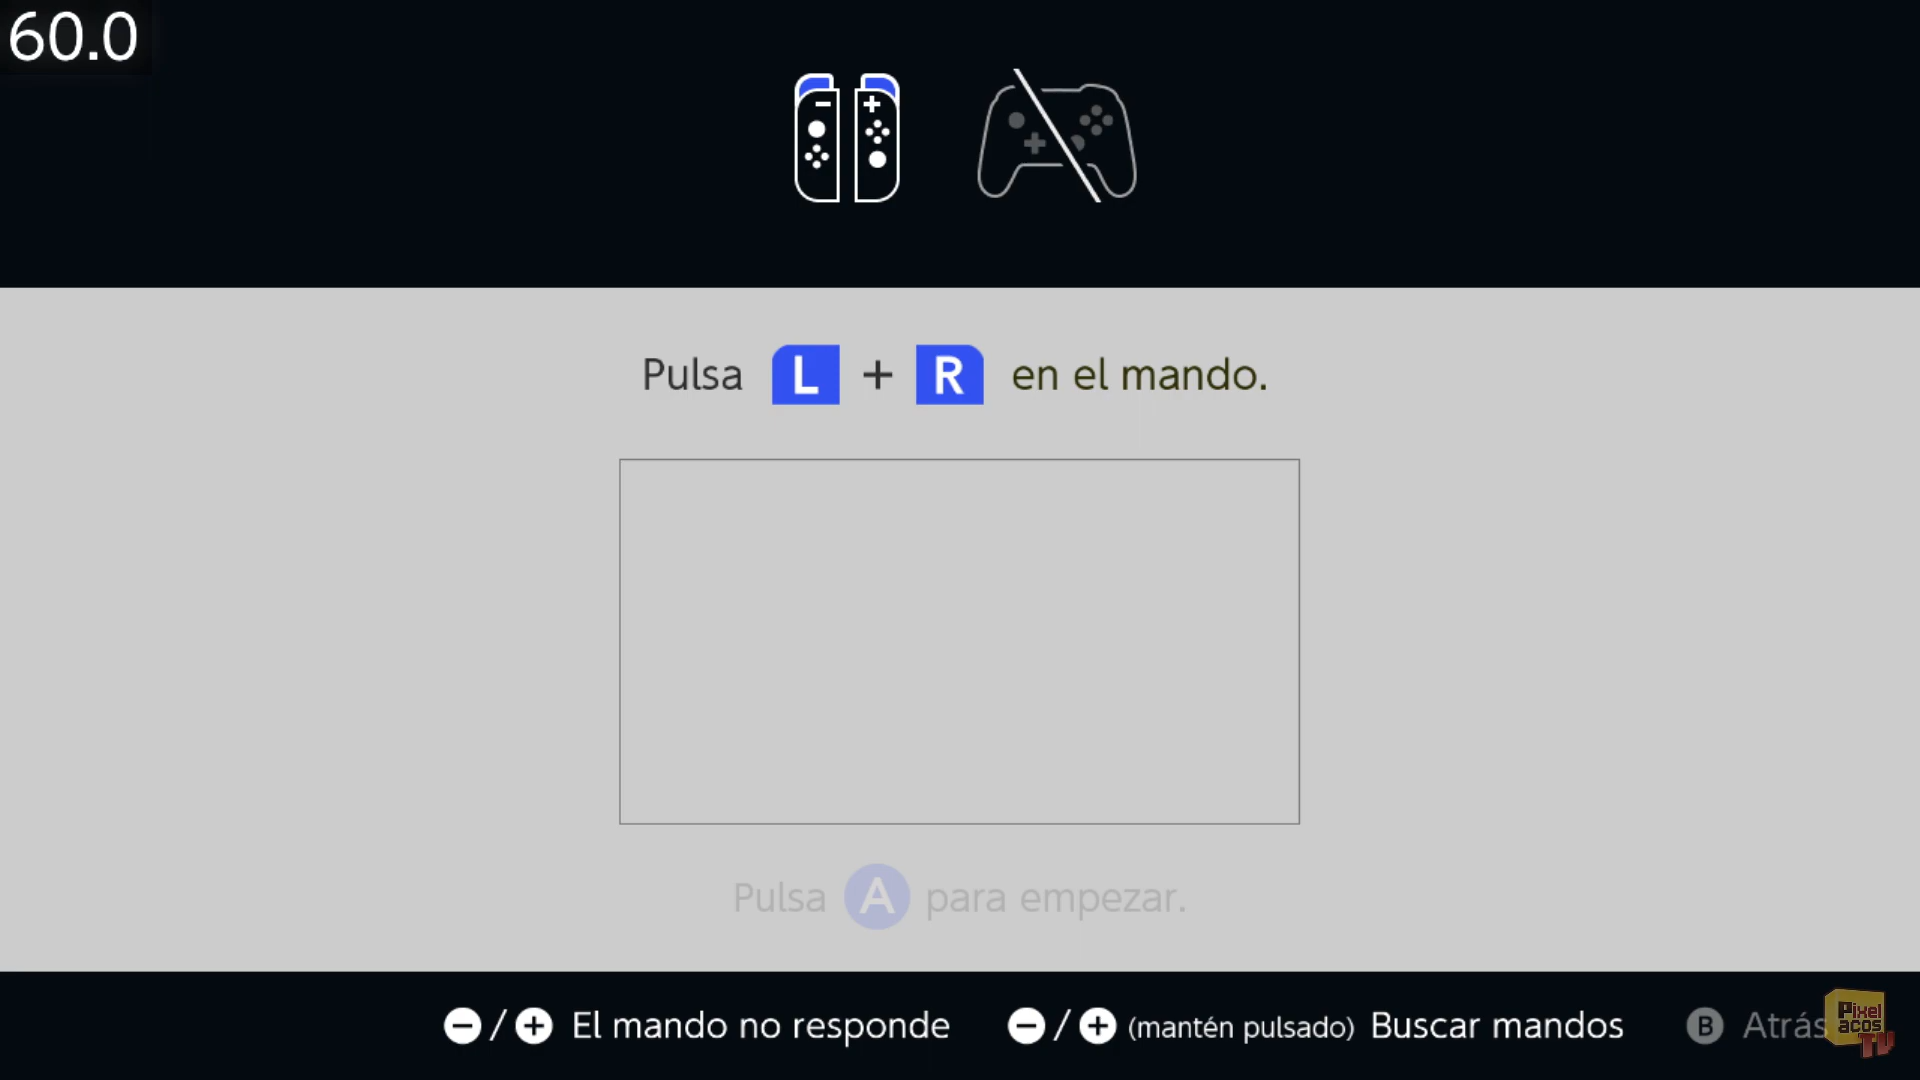 60.0
Pulsa L + R en el mando.
Pulsa A para empezar.
−/+ El mando no responde −/+ (mantén pulsado) Buscar mandos B Atrás
Pixel
acos
TV